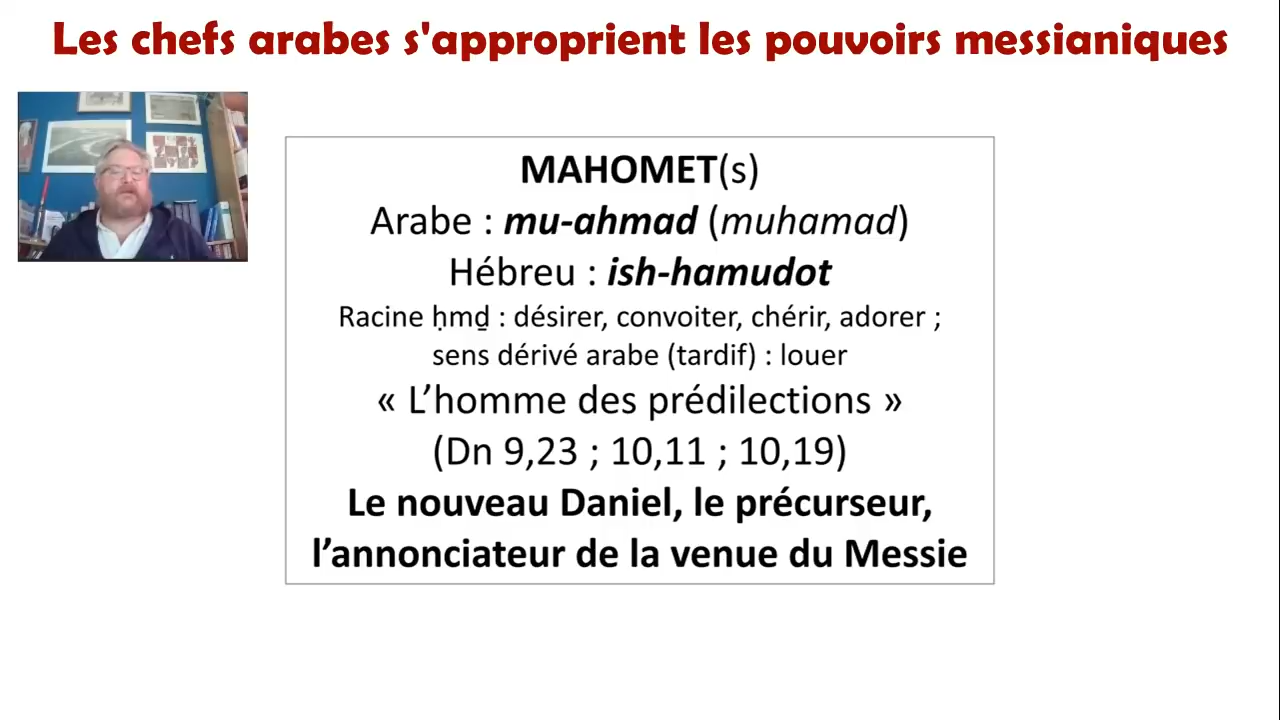 Les chefs arabes s'approprient les pouvoirs messianiques
MAHOMET(s)
Arabe : mu-ahmad (muhamad)
Hébreu : ish-hamudot
Racine ḥmḏ : désirer, convoiter, chérir, adorer ;
sens dérivé arabe (tardif) : louer
« L’homme des prédilections »
(Dn 9,23 ; 10,11 ; 10,19)
Le nouveau Daniel, le précurseur,
l’annonciateur de la venue du Messie